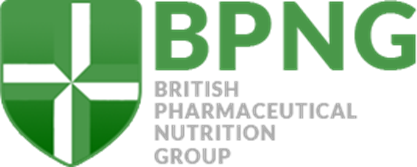 BPNG
BRITISH
PHARMACEUTICAL
NUTRITION
GROUP